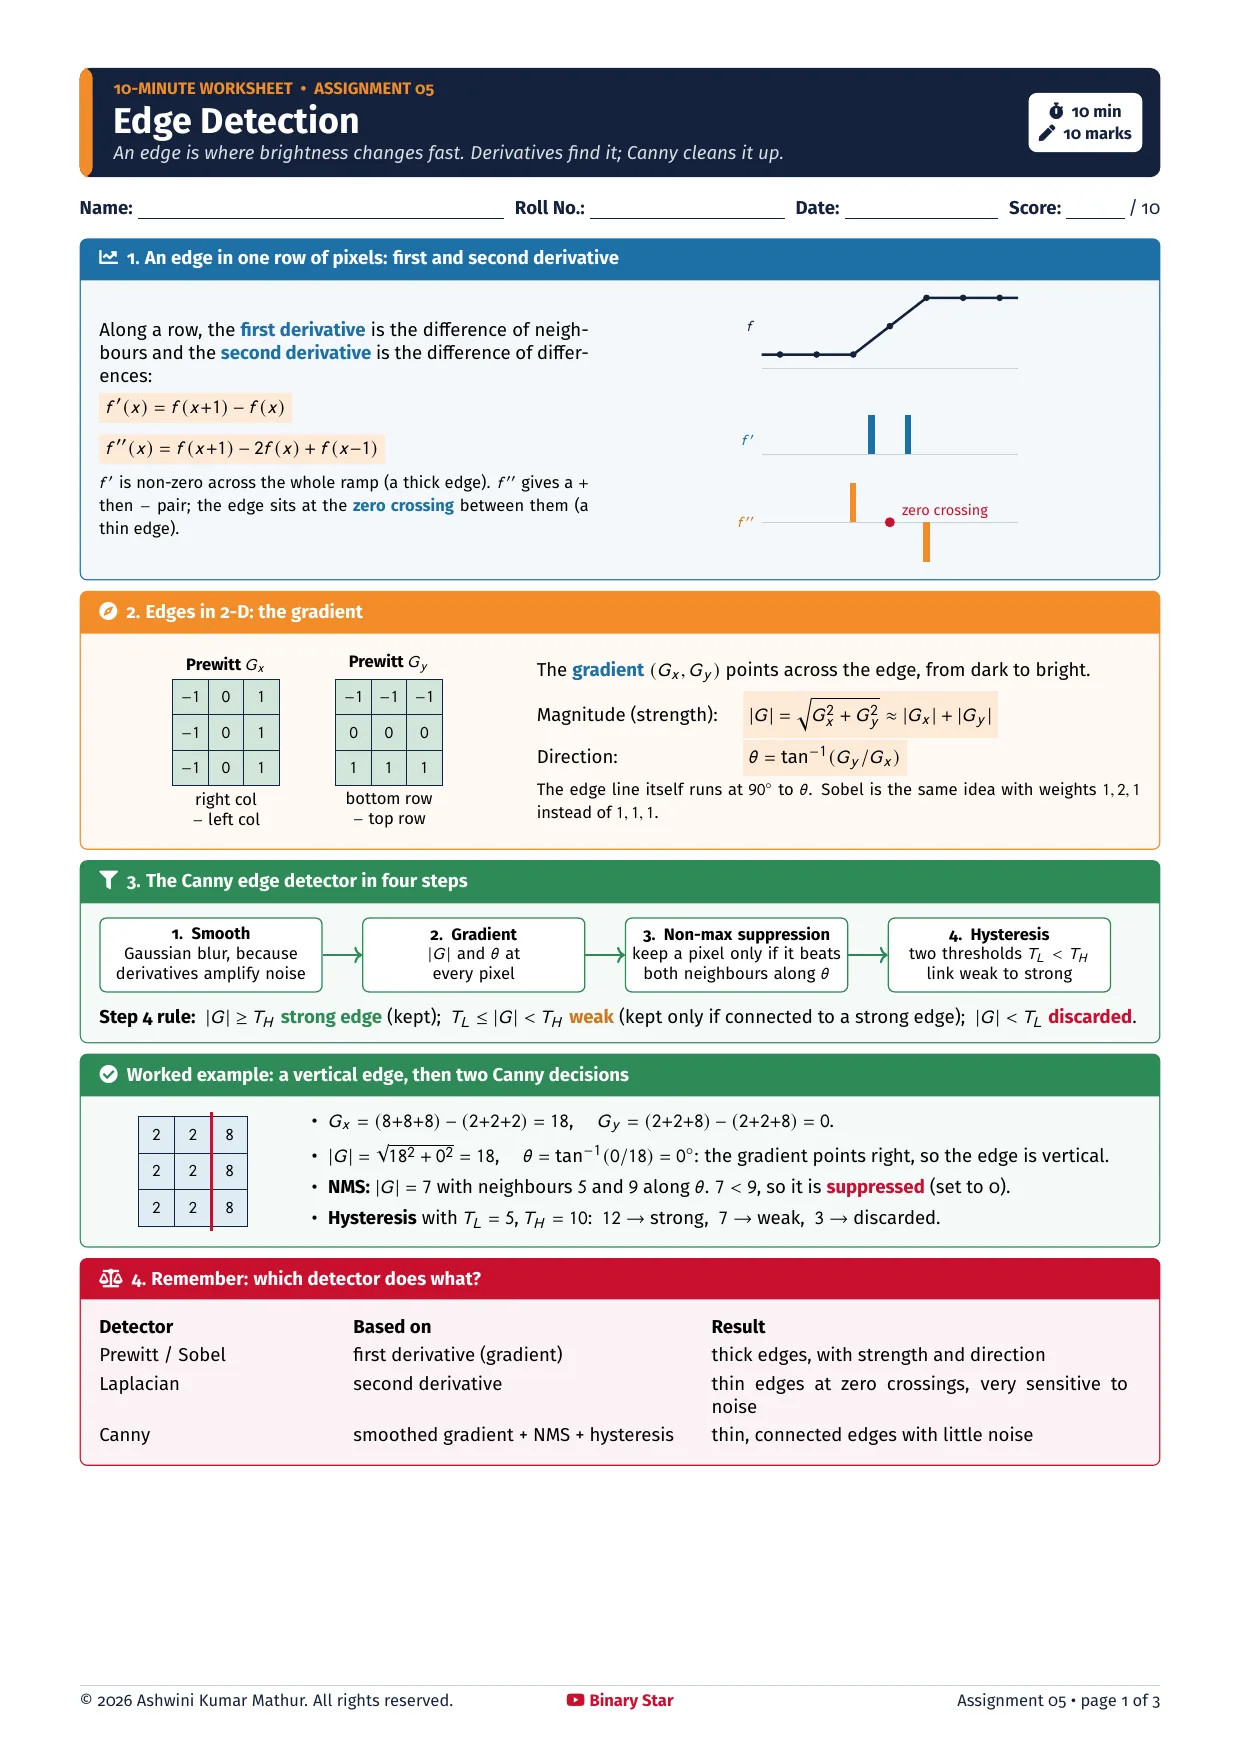 10-MINUTE WORKSHEET • ASSIGNMENT 05
Edge Detection
An edge is where brightness changes fast. Derivatives find it; Canny cleans it up.
10 min
10 marks
Name: Roll No.: Date: Score: / 10
1. An edge in one row of pixels: first and second derivative
Along a row, the first derivative is the difference of neigh-
bours and the second derivative is the difference of differ-
ences:
f′(x) = f(x+1) − f(x)
f′′(x) = f(x+1) − 2f(x) + f(x−1)
f′ is non-zero across the whole ramp (a thick edge). f′′ gives a +
then − pair; the edge sits at the zero crossing between them (a
thin edge).
f
f′
f′′
zero crossing
2. Edges in 2-D: the gradient
Prewitt Gx
−1 0 1
−1 0 1
−1 0 1
right col
− left col
Prewitt Gy
−1 −1 −1
0 0 0
1 1 1
bottom row
− top row
The gradient (Gx, Gy) points across the edge, from dark to bright.
Magnitude (strength): |G| = √(Gx² + Gy²) ≈ |Gx| + |Gy|
Direction: θ = tan⁻¹(Gy/Gx)
The edge line itself runs at 90° to θ. Sobel is the same idea with weights 1, 2, 1
instead of 1, 1, 1.
3. The Canny edge detector in four steps
1. Smooth
Gaussian blur, because
derivatives amplify noise
2. Gradient
|G| and θ at
every pixel
3. Non-max suppression
keep a pixel only if it beats
both neighbours along θ
4. Hysteresis
two thresholds TL < TH
link weak to strong
Step 4 rule: |G| ≥ TH strong edge (kept); TL ≤ |G| < TH weak (kept only if connected to a strong edge); |G| < TL discarded.
Worked example: a vertical edge, then two Canny decisions
2 2 8
2 2 8
2 2 8
• Gx = (8+8+8) − (2+2+2) = 18, Gy = (2+2+8) − (2+2+8) = 0.
• |G| = √(18² + 0²) = 18, θ = tan⁻¹(0/18) = 0°: the gradient points right, so the edge is vertical.
• NMS: |G| = 7 with neighbours 5 and 9 along θ. 7 < 9, so it is suppressed (set to 0).
• Hysteresis with TL = 5, TH = 10: 12 → strong, 7 → weak, 3 → discarded.
4. Remember: which detector does what?
Detector Based on Result
Prewitt / Sobel first derivative (gradient) thick edges, with strength and direction
Laplacian second derivative thin edges at zero crossings, very sensitive to
noise
Canny smoothed gradient + NMS + hysteresis thin, connected edges with little noise
© 2026 Ashwini Kumar Mathur. All rights reserved. Binary Star Assignment 05 • page 1 of 3